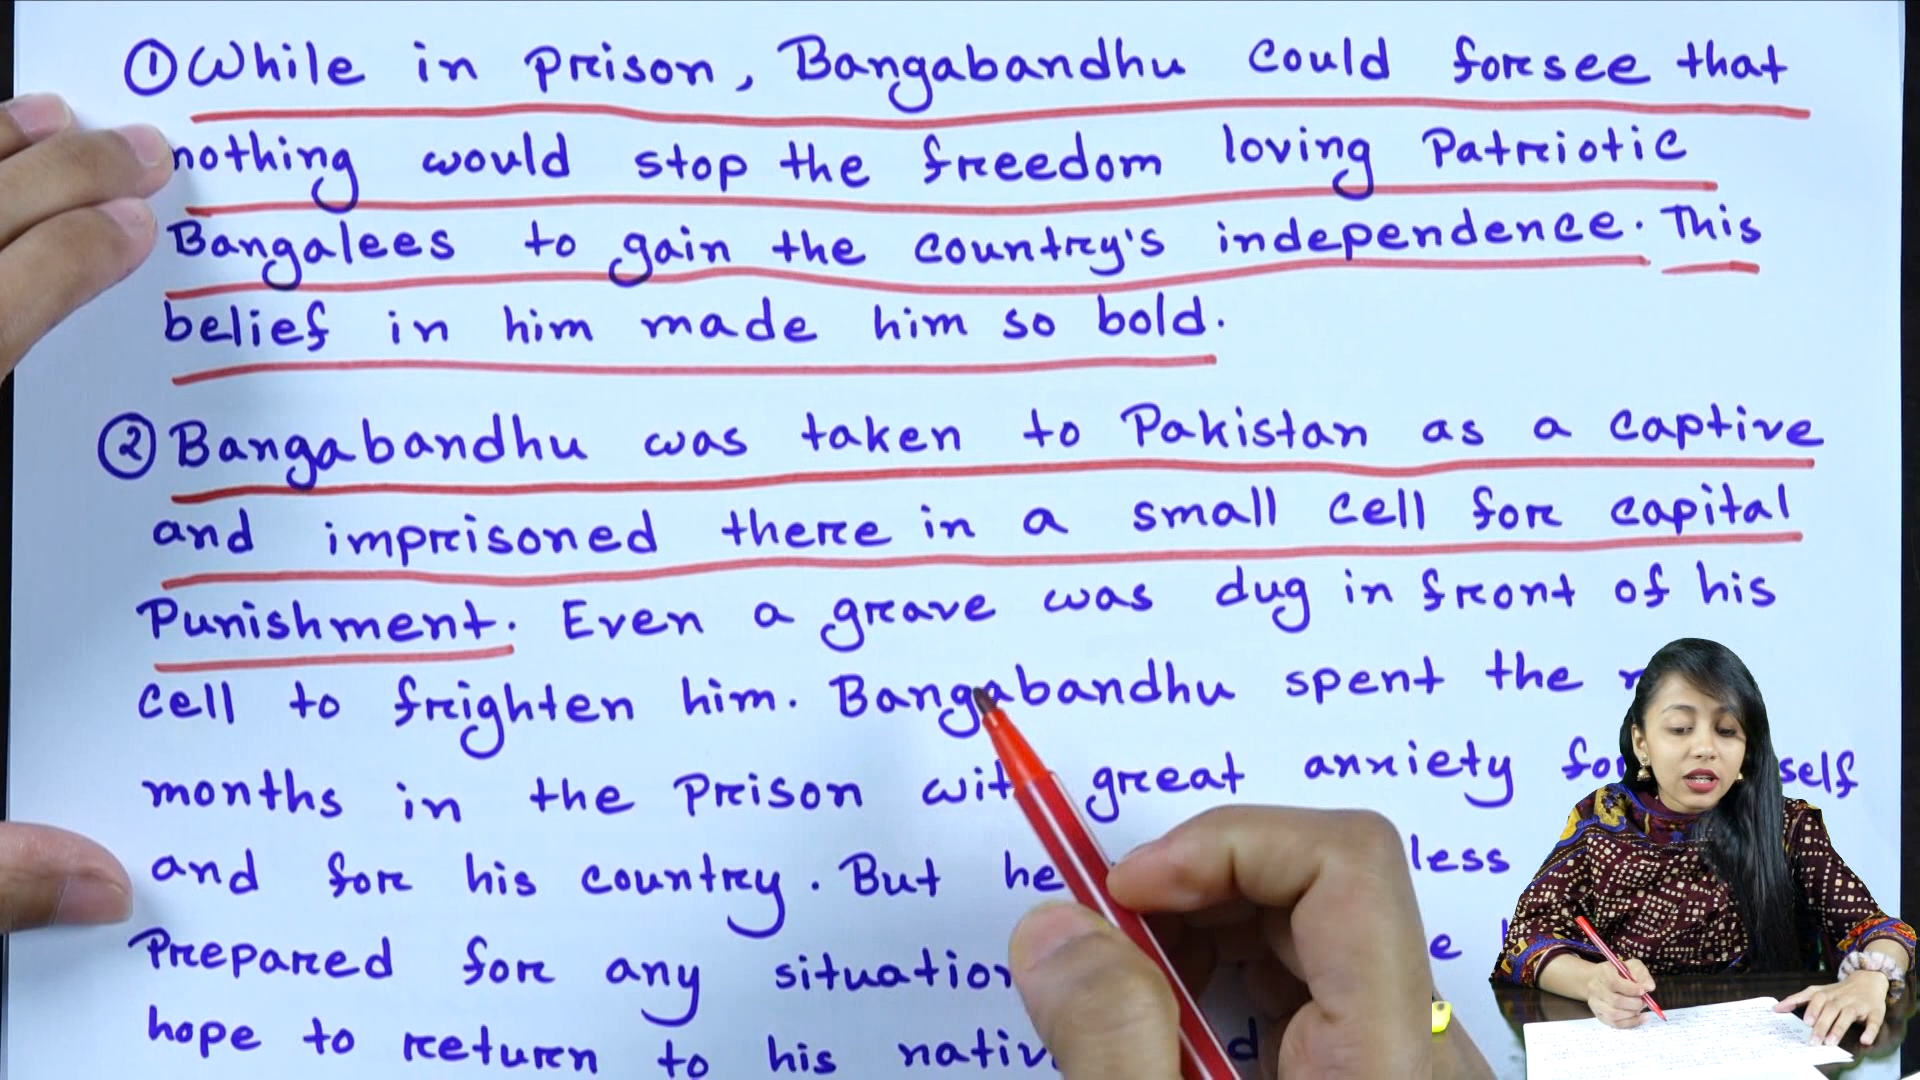 ① While in prison, Bangabandhu could forsee that
nothing would stop the freedom loving Patriotic
Bangalees to gain the country's independence. This
belief in him made him so bold.
② Bangabandhu was taken to Pakistan as a captive
and imprisoned there in a small cell for capital
Punishment. Even a grave was dug in front of his
cell to frighten him. Bangabandhu spent the
months in the prison great anxiety
and for his country. But he less
Prepared for any
hope to return to his